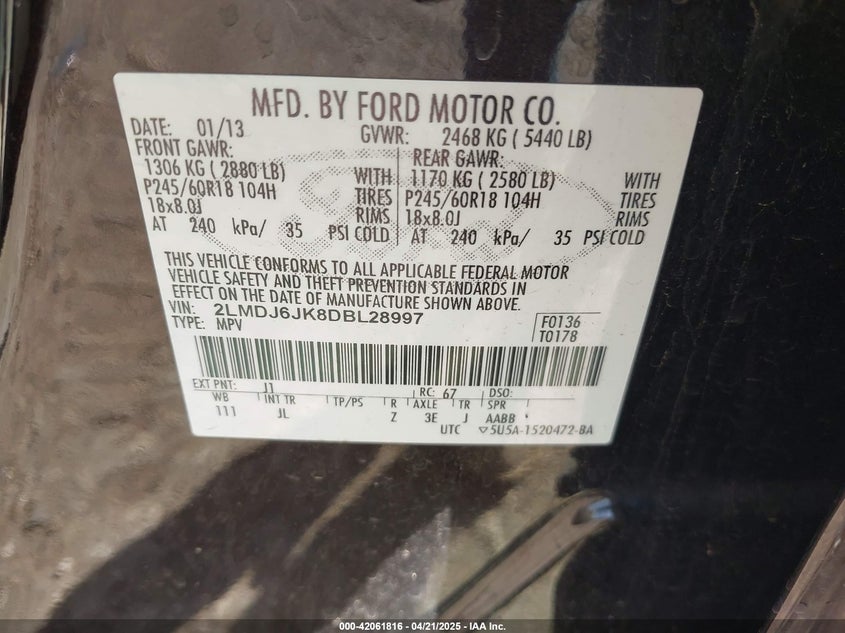 MFD. BY FORD MOTOR CO.
DATE: 01/13 GVWR: 2468 KG ( 5440 LB)
FRONT GAWR: REAR GAWR:
1306 KG ( 2880 LB) WITH 1170 KG ( 2580 LB) WITH
P245/60R18 104H TIRES P245/60R18 104H TIRES
18x8.0J RIMS 18x8.0J RIMS
AT 240 kPa/ 35 PSI COLD AT 240 kPa/ 35 PSI COLD
THIS VEHICLE CONFORMS TO ALL APPLICABLE FEDERAL MOTOR
VEHICLE SAFETY AND THEFT PREVENTION STANDARDS IN
EFFECT ON THE DATE OF MANUFACTURE SHOWN ABOVE.
VIN: 2LMDJ6JK8DBL28997 F0136
TYPE: MPV T0178
EXT PNT: J1 RC: 67 DSO:
WB INT TR TP/PS R AXLE TR SPR
111 JL Z 3E J AABB
UTC ▽5U5A-1520472-BA
000-42061816 - 04/21/2025 - IAA Inc.